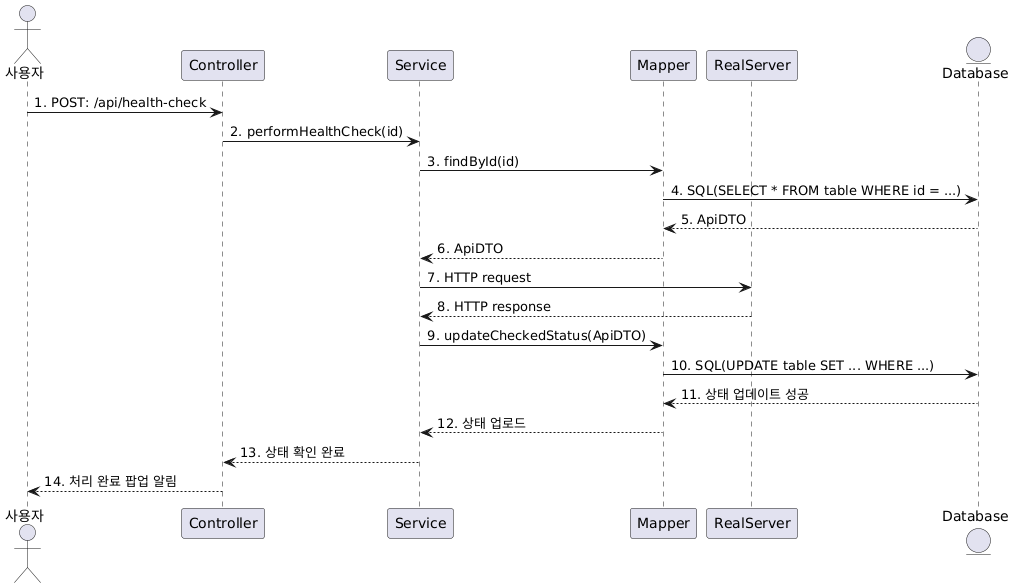 사용자
Controller
Service
Mapper
RealServer
Database
1. POST: /api/health-check
2. performHealthCheck(id)
3. findById(id)
4. SQL(SELECT * FROM table WHERE id = ...)
5. ApiDTO
6. ApiDTO
7. HTTP request
8. HTTP response
9. updateCheckedStatus(ApiDTO)
10. SQL(UPDATE table SET ... WHERE ...)
11. 상태 업데이트 성공
12. 상태 업로드
13. 상태 확인 완료
14. 처리 완료 팝업 알림
사용자
Controller
Service
Mapper
RealServer
Database